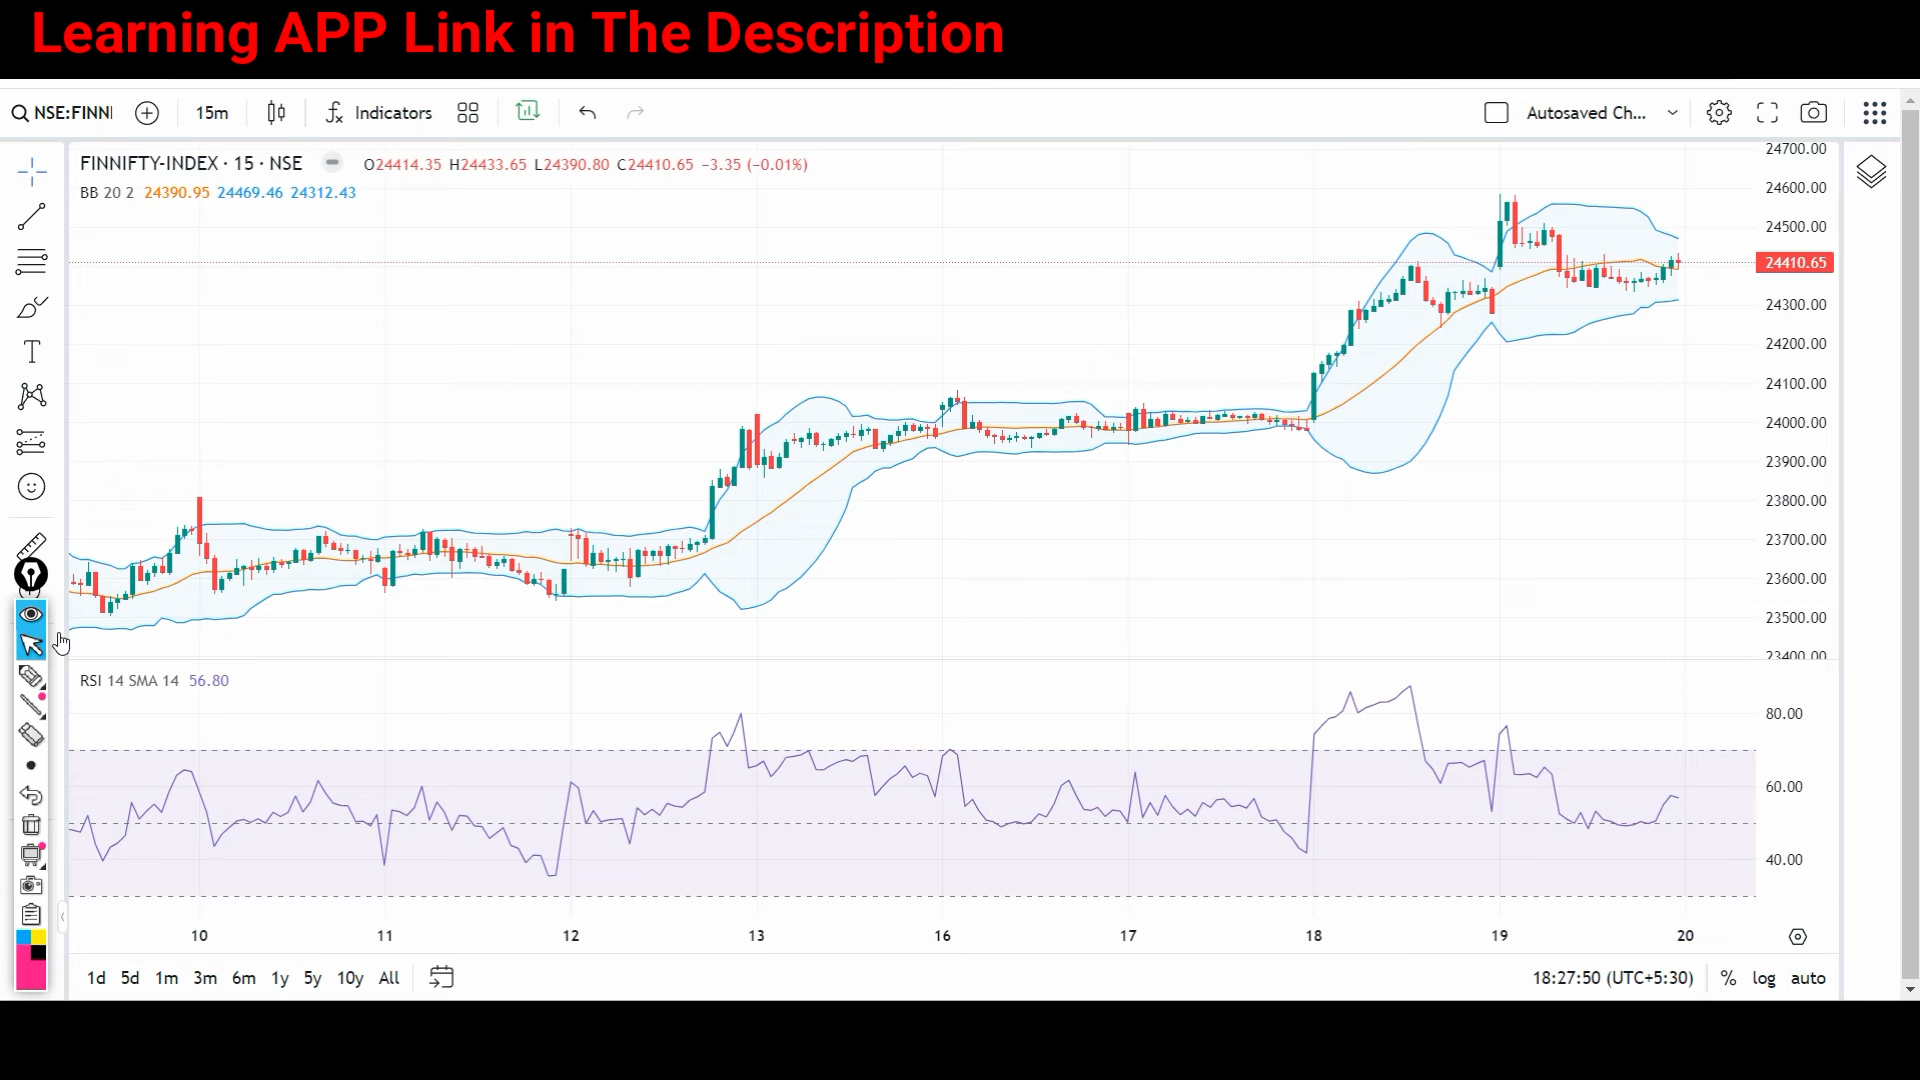 Learning APP Link in The Description
NSE:FINNI 15m Indicators Autosaved Ch...
FINNIFTY-INDEX · 15 · NSE O24414.35 H24433.65 L24390.80 C24410.65 −3.35 (−0.01%)
BB 20 2 24390.95 24469.46 24312.43
24700.00
24600.00
24500.00
24410.65
24300.00
24200.00
24100.00
24000.00
23900.00
23800.00
23700.00
23600.00
23500.00
23400.00
RSI 14 SMA 14 56.80
80.00
60.00
40.00
10 11 12 13 16 17 18 19 20
1d 5d 1m 3m 6m 1y 5y 10y All 18:27:50 (UTC+5:30) % log auto